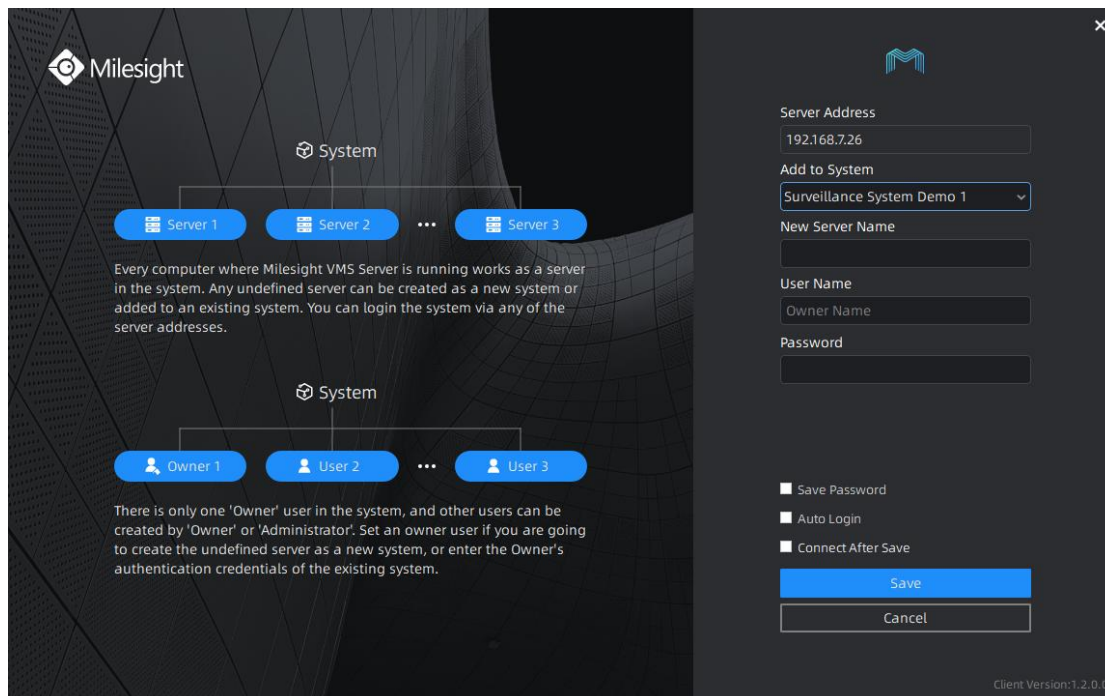 Milesight
System
Server 1
Server 2
•••
Server 3
Every computer where Milesight VMS Server is running works as a server
in the system. Any undefined server can be created as a new system or
added to an existing system. You can login the system via any of the
server addresses.
System
Owner 1
User 2
•••
User 3
There is only one 'Owner' user in the system, and other users can be
created by 'Owner' or 'Administrator'. Set an owner user if you are going
to create the undefined server as a new system, or enter the Owner's
authentication credentials of the existing system.
Server Address
192.168.7.26
Add to System
Surveillance System Demo 1
New Server Name
User Name
Owner Name
Password
Save Password
Auto Login
Connect After Save
Save
Cancel
Client Version:1.2.0.0